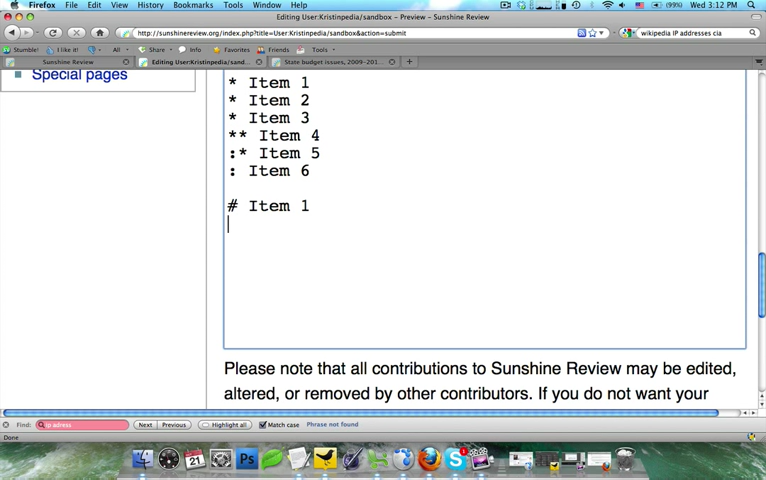 Firefox File Edit View History Bookmarks Tools Window Help (99%) Wed 3:12 PM
Editing User:Kristinpedia/sandbox - Preview - Sunshine Review
http://sunshinereview.org/index.php?title=User:Kristinpedia/sandbox&action=submit
wikipedia IP addresses cia
Stumble! I like it! All Share Info Favorites Friends Tools
Sunshine Review
Editing User:Kristinpedia/sand...
State budget issues, 2009-201...
Special pages
* Item 1
* Item 2
* Item 3
** Item 4
:* Item 5
: Item 6
# Item 1
Please note that all contributions to Sunshine Review may be edited,
altered, or removed by other contributors. If you do not want your
Find: ip adress Next Previous Highlight all Match case Phrase not found
Done
21
Ps